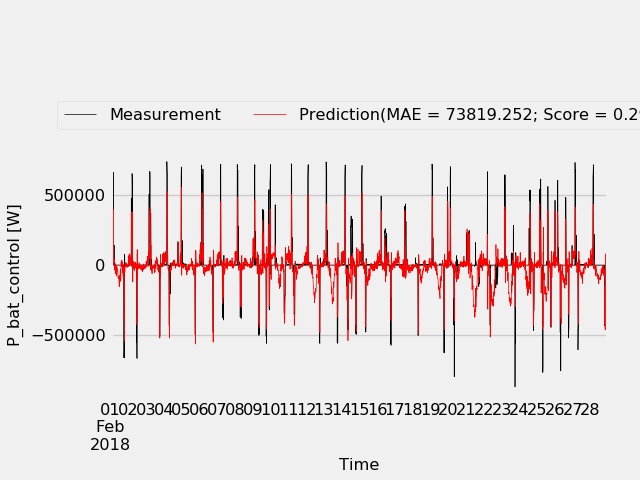 Measurement Prediction(MAE = 73819.252; Score = 0.2
P_bat_control [W]
500000
0
−500000
01020304050607080910111213141516171819202122232425262728
Feb
2018
Time